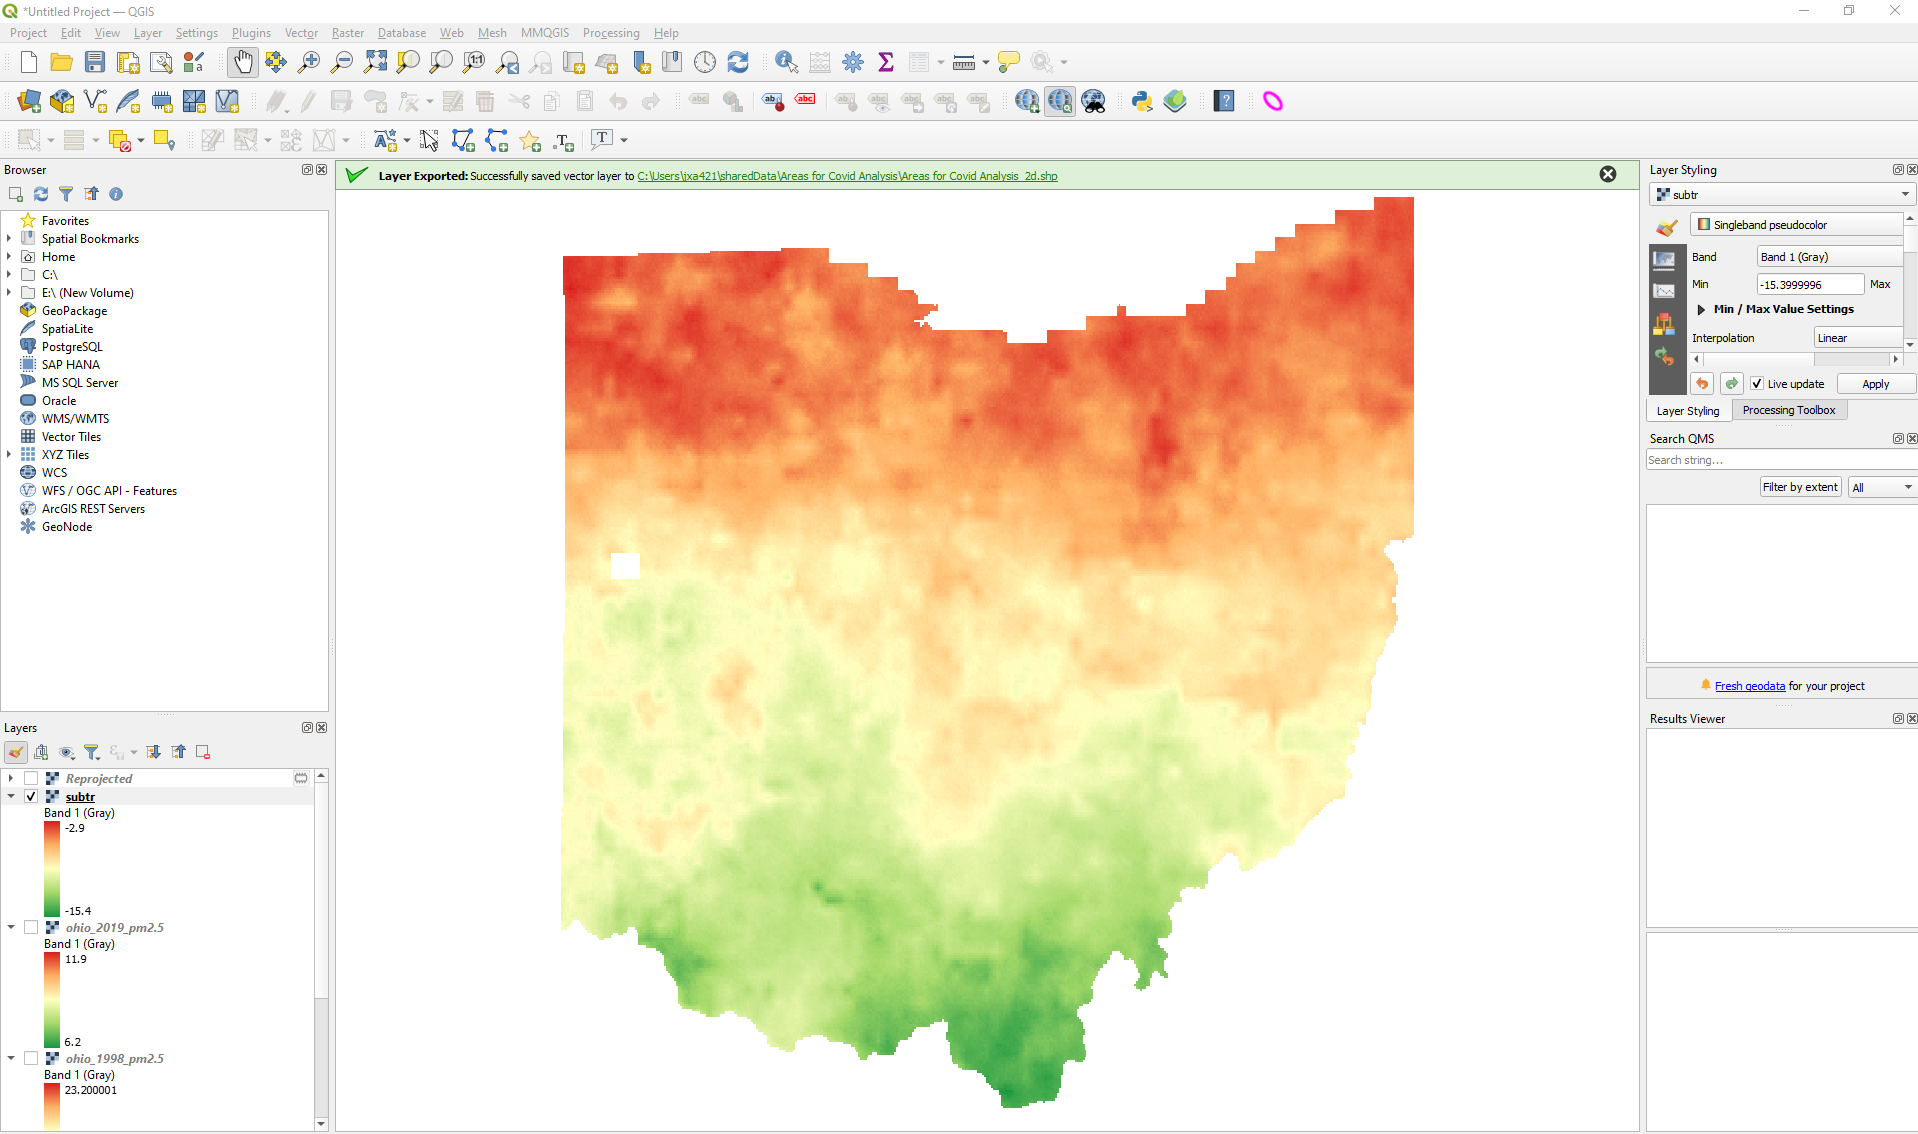 *Untitled Project — QGIS
Project Edit View Layer Settings Plugins Vector Raster Database Web Mesh MMQGIS Processing Help
Browser
Favorites
Spatial Bookmarks
Home
C:\
E:\ (New Volume)
GeoPackage
SpatiaLite
PostgreSQL
SAP HANA
MS SQL Server
Oracle
WMS/WMTS
Vector Tiles
XYZ Tiles
WCS
WFS / OGC API - Features
ArcGIS REST Servers
GeoNode
Layers
Reprojected
subtr
Band 1 (Gray)
-2.9
-15.4
ohio_2019_pm2.5
Band 1 (Gray)
11.9
6.2
ohio_1998_pm2.5
Band 1 (Gray)
23.200001
Layer Exported: Successfully saved vector layer to C:\Users\jxa421\sharedData\Areas for Covid Analysis\Areas for Covid Analysis_2d.shp
Layer Styling
subtr
Singleband pseudocolor
Band Band 1 (Gray)
Min -15.3999996 Max
Min / Max Value Settings
Interpolation Linear
Live update Apply
Layer Styling Processing Toolbox
Search QMS
Search string...
Filter by extent All
Fresh geodata for your project
Results Viewer